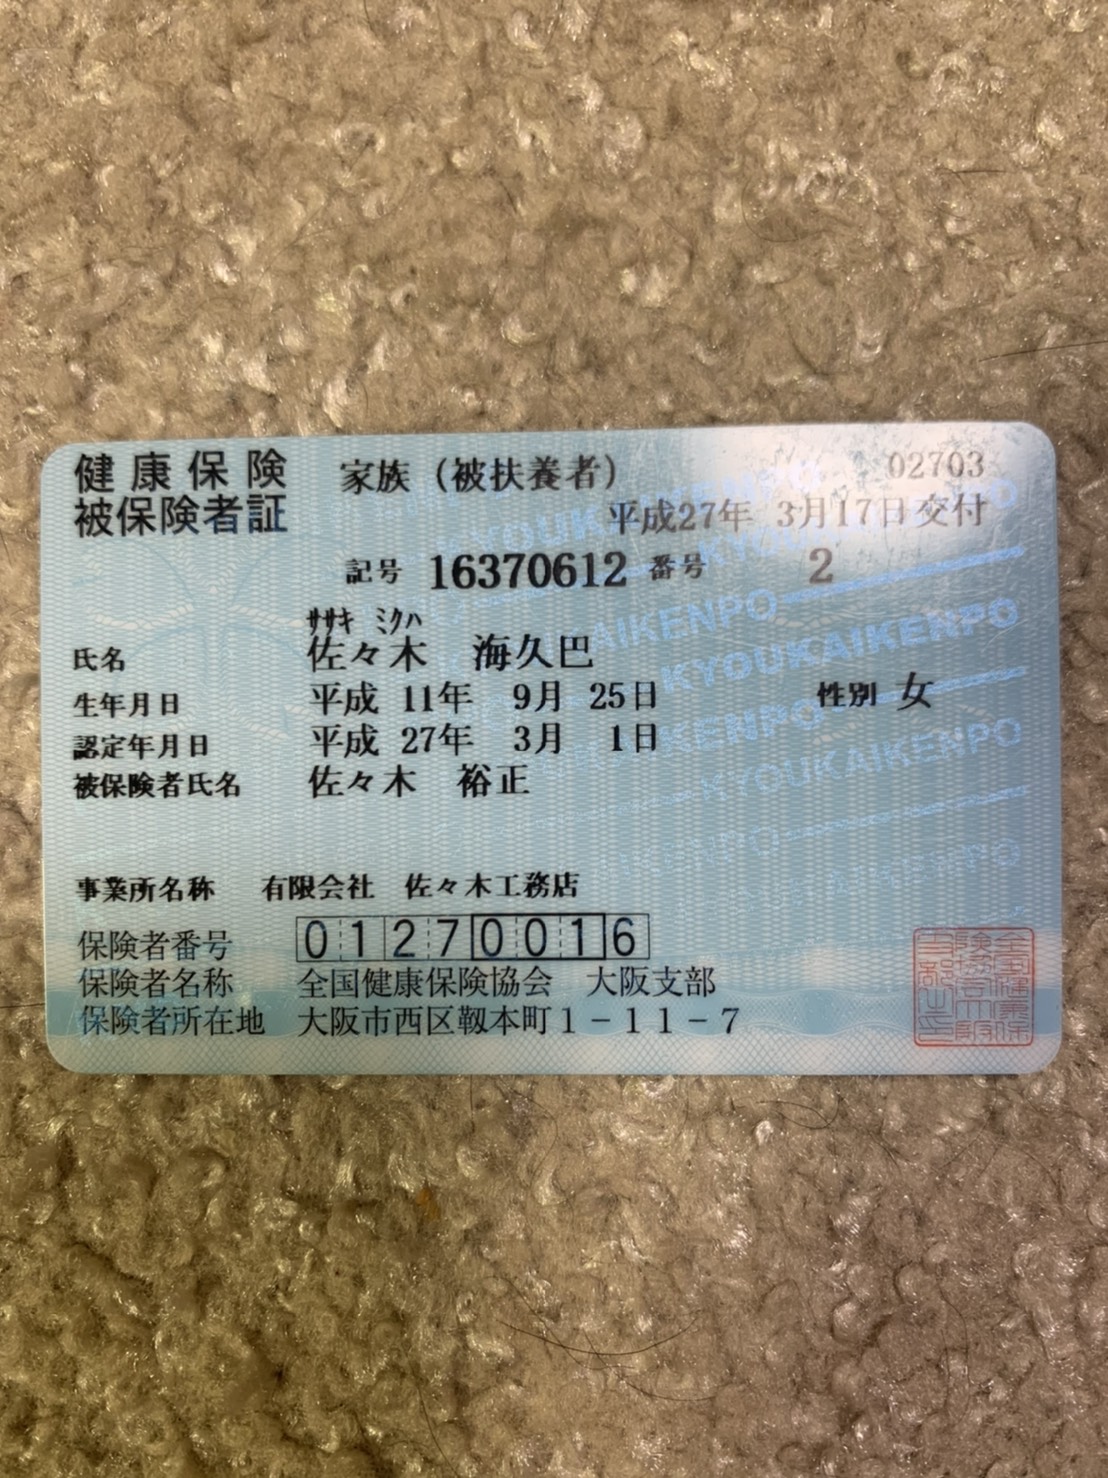 健康保険 家族（被扶養者） 02703
被保険者証 平成27年 3月17日交付
記号 16370612 番号 2
ｻｻｷ ﾐｸﾊ
氏名 佐々木 海久巴
生年月日 平成 11年 9月 25日 性別 女
認定年月日 平成 27年 3月 1日
被保険者氏名 佐々木 裕正
事業所名称 有限会社 佐々木工務店
保険者番号 01270016
保険者名称 全国健康保険協会 大阪支部
保険者所在地 大阪市西区靱本町１－１１－７
KYOUKAIKENPO